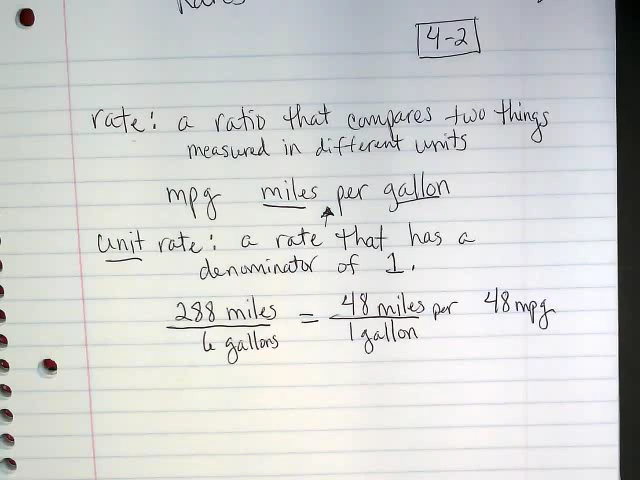 4-2
rate: a ratio that compares two things
measured in different units
mpg miles per gallon
unit rate: a rate that has a
denominator of 1.
288 miles / 6 gallons = 48 miles / 1 gallon per 48 mpg